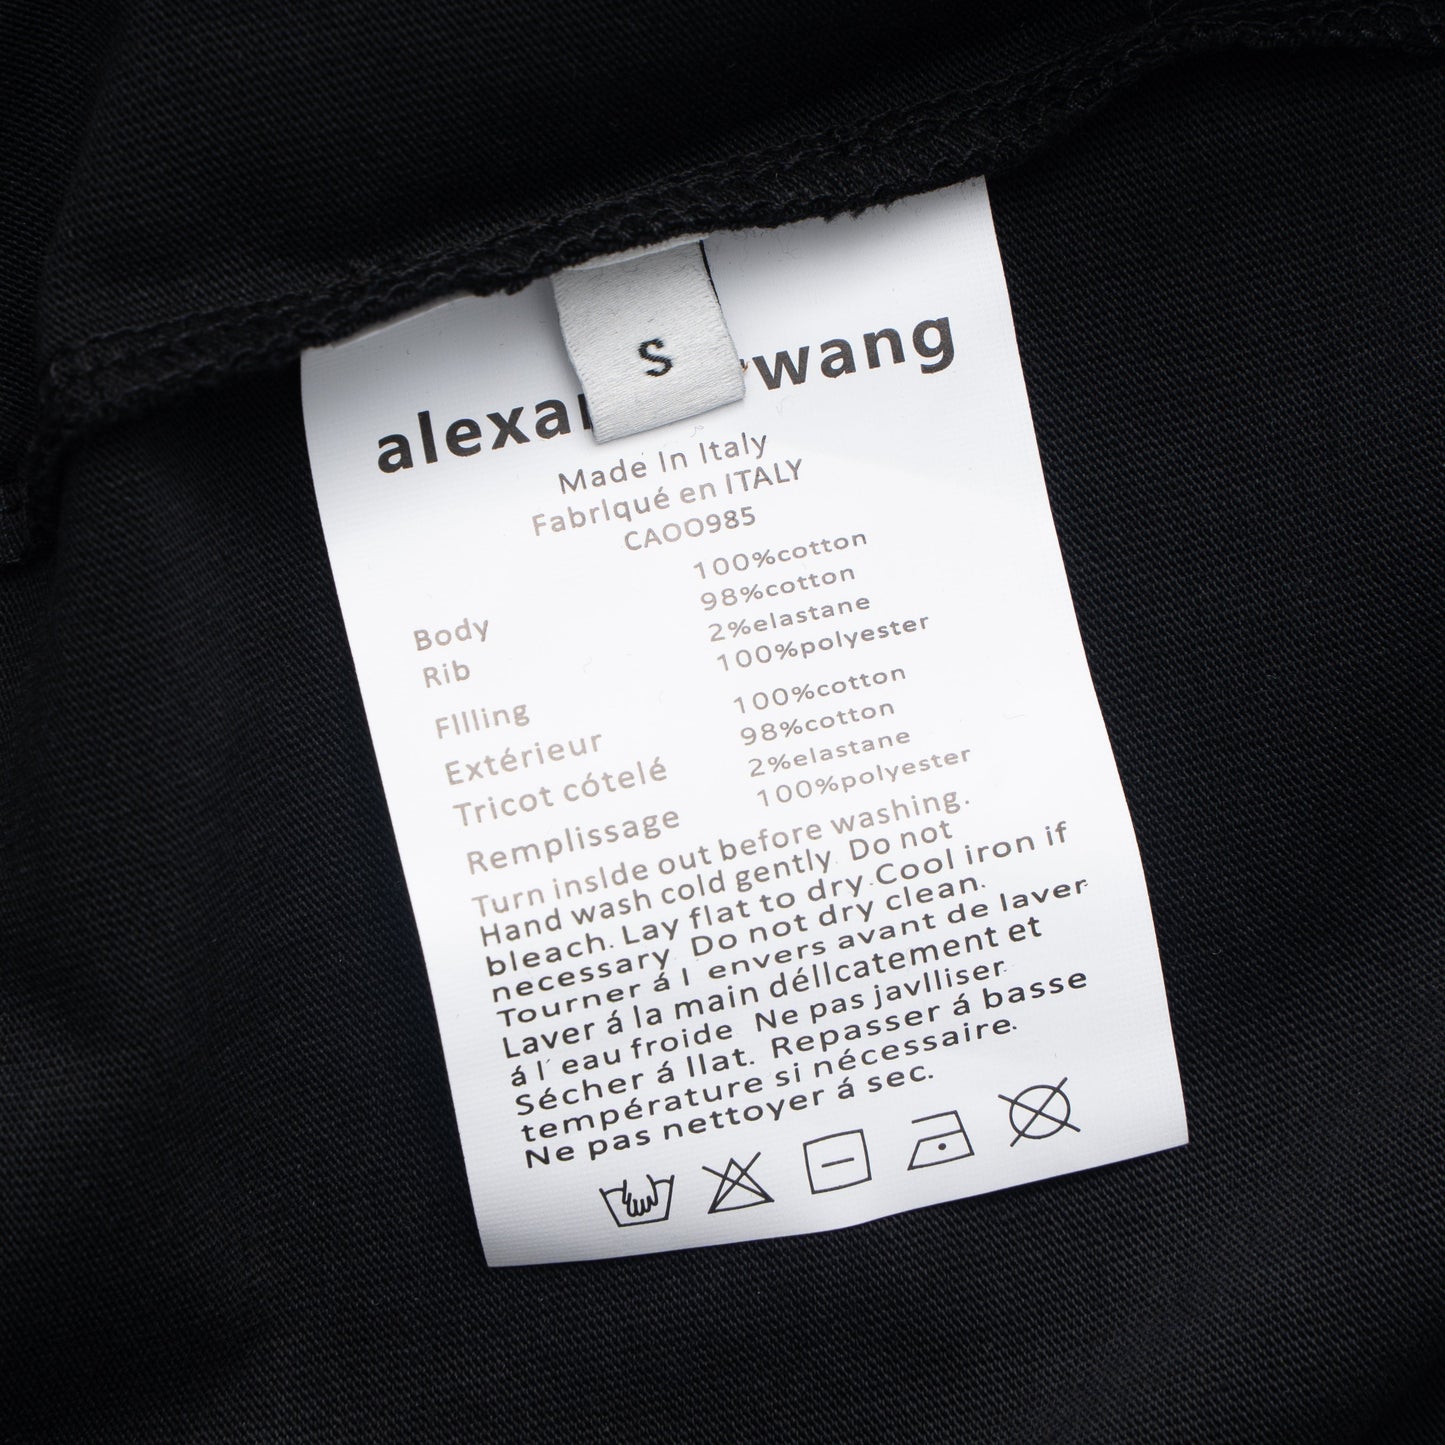 S
alexa wang
Made In Italy
Fabrlqué en ITALY
CAOO985
100%cotton
98%cotton
Body 2%elastane
Rib 100%polyester
Fllling 100%cotton
Extérieur 98%cotton
Tricot cótelé 2%elastane
Remplissage 100%polyester
Turn inslde out before washing.
Hand wash cold gently. Do not
bleach. Lay flat to dry.Cool iron if
necessary. Do not dry clean.
Tourner á l envers avant de laver
Laver á la main déllcatement et
á l'eau froide Ne pas javlliser.
Sécher á llat. Repasser á basse
température si nécessaire.
Ne pas nettoyer á sec.